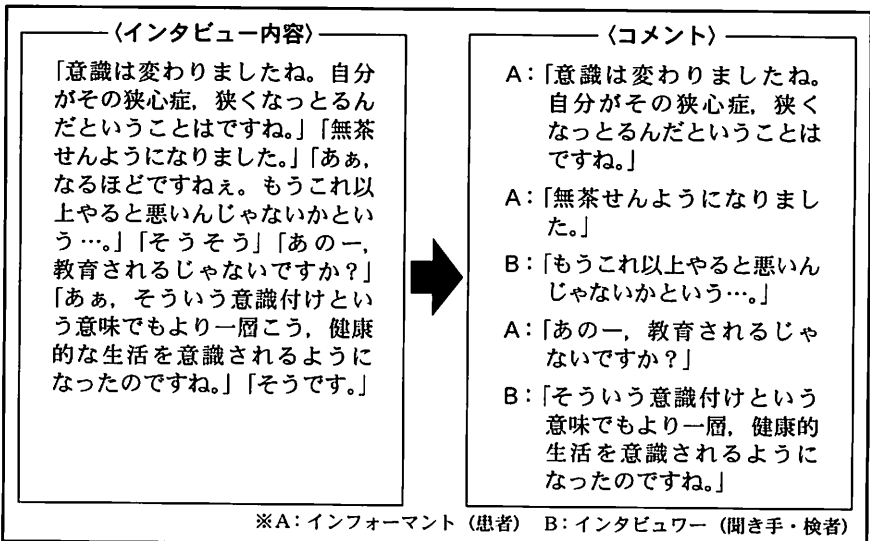 〈インタビュー内容〉
「意識は変わりましたね。自分
がその狭心症，狭くなっとるん
だということはですね。」「無茶
せんようになりました。」「あぁ，
なるほどですねぇ。もうこれ以
上やると悪いんじゃないかとい
う…。」「そうそう」「あのー，
教育されるじゃないですか？」
「あぁ，そういう意識付けとい
う意味でもより一層こう，健康
的な生活を意識されるように
なったのですね。」「そうです。」
〈コメント〉
A：「意識は変わりましたね。
自分がその狭心症，狭く
なっとるんだということは
ですね。」
A：「無茶せんようになりまし
た。」
B：「もうこれ以上やると悪いん
じゃないかという…。」
A：「あのー，教育されるじゃ
ないですか？」
B：「そういう意識付けという
意味でもより一層，健康的
生活を意識されるように
なったのですね。」
※A：インフォーマント（患者） B：インタビュワー（聞き手・検者）